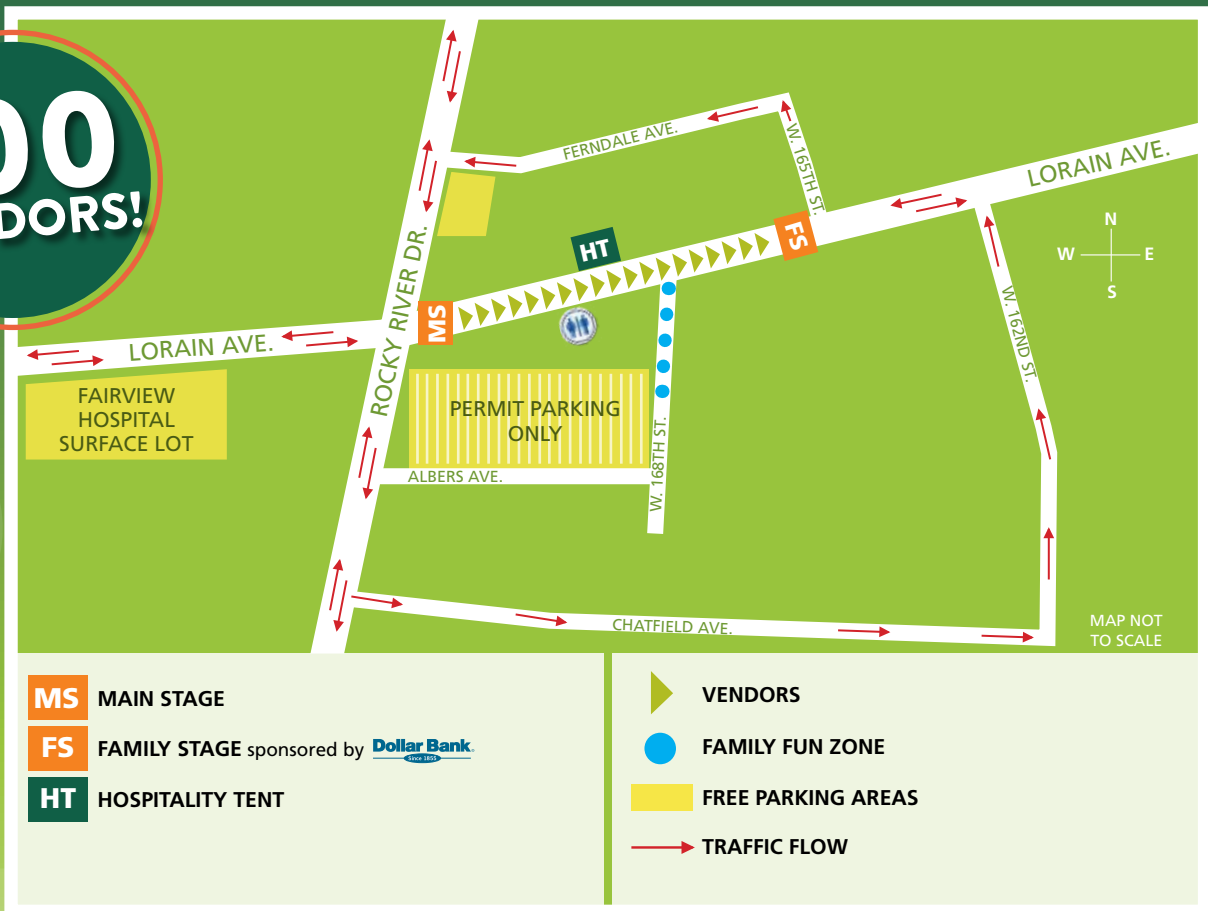 00
DORS!
FERNDALE AVE.
W. 165TH ST.
LORAIN AVE.
HT
FS
N
W E
S
ROCKY RIVER DR.
MS
LORAIN AVE.
W. 162ND ST.
FAIRVIEW
HOSPITAL
SURFACE LOT
PERMIT PARKING
ONLY
W. 168TH ST.
ALBERS AVE.
CHATFIELD AVE.
MAP NOT
TO SCALE
MS MAIN STAGE
FS FAMILY STAGE sponsored by Dollar Bank.
Since 1855
HT HOSPITALITY TENT
VENDORS
FAMILY FUN ZONE
FREE PARKING AREAS
TRAFFIC FLOW